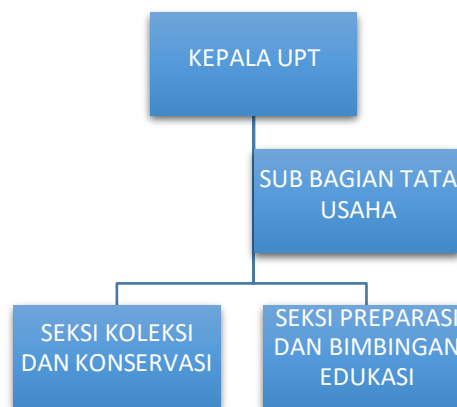 KEPALA UPT
SUB BAGIAN TATA
USAHA
SEKSI KOLEKSI
DAN KONSERVASI
SEKSI PREPARASI
DAN BIMBINGAN
EDUKASI